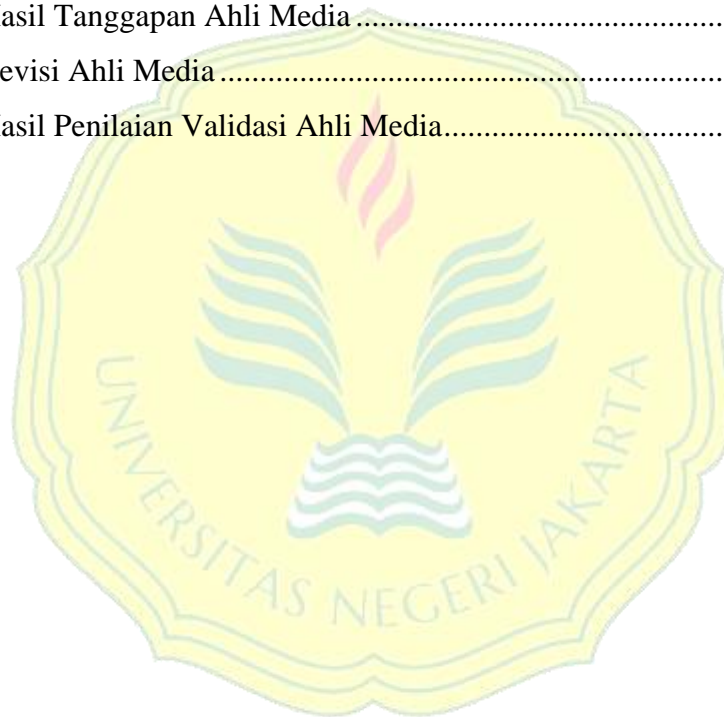 asil Tanggapan Ahli Media ................................................
evisi Ahli Media .................................................................
asil Penilaian Validasi Ahli Media....................................
UNIVERSITAS NEGERI JAKARTA